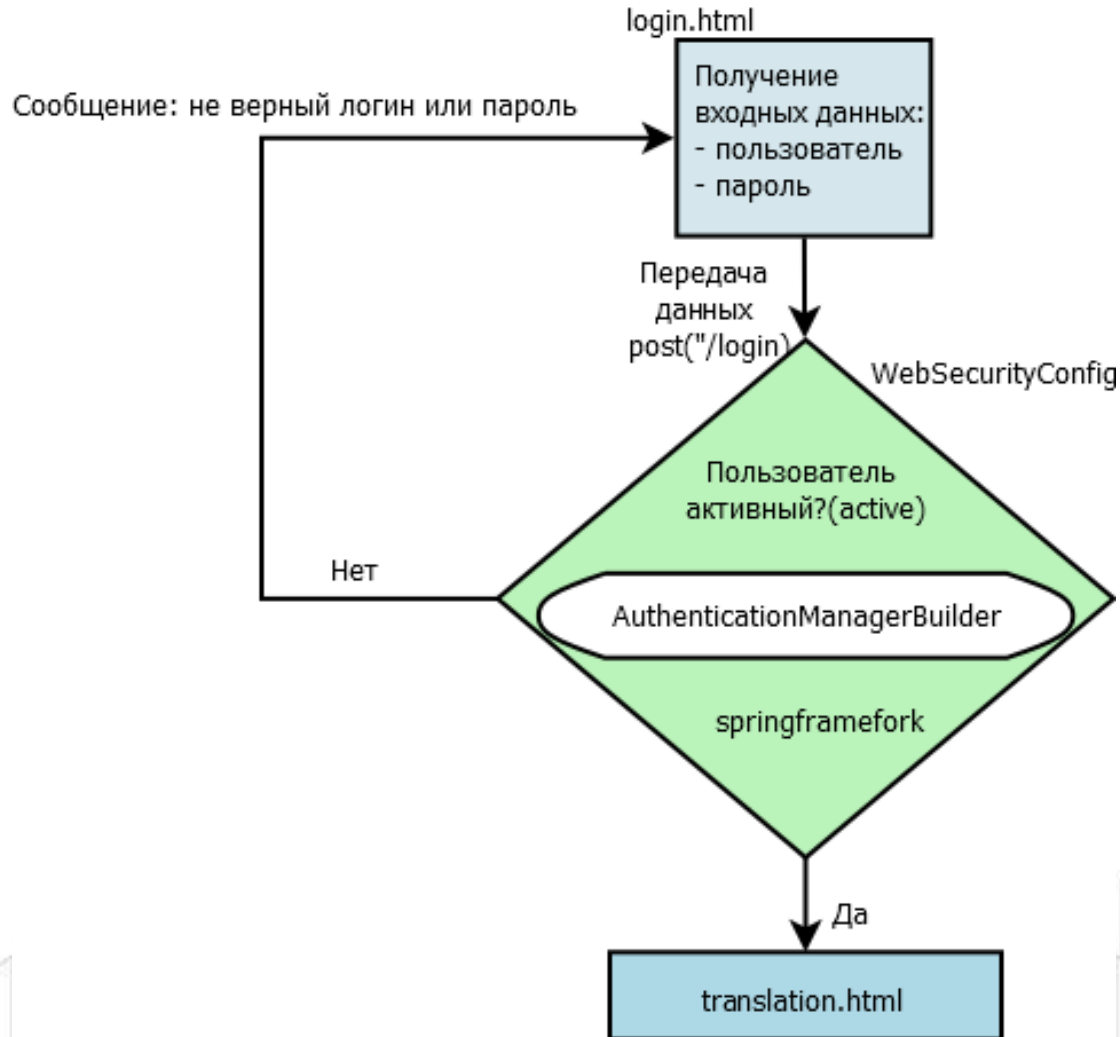 login.html
Получение
входных данных:
- пользователь
- пароль
Сообщение: не верный логин или пароль
Передача
данных
post("/login)
WebSecurityConfig
Пользователь
активный?(active)
Нет
AuthenticationManagerBuilder
springframefork
Да
translation.html